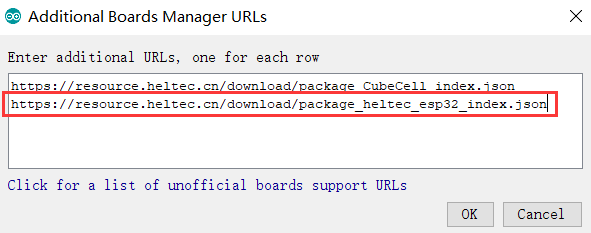 Additional Boards Manager URLs
Enter additional URLs, one for each row
https://resource.heltec.cn/download/package_CubeCell_index.json
https://resource.heltec.cn/download/package_heltec_esp32_index.json
Click for a list of unofficial boards support URLs
OK
Cancel